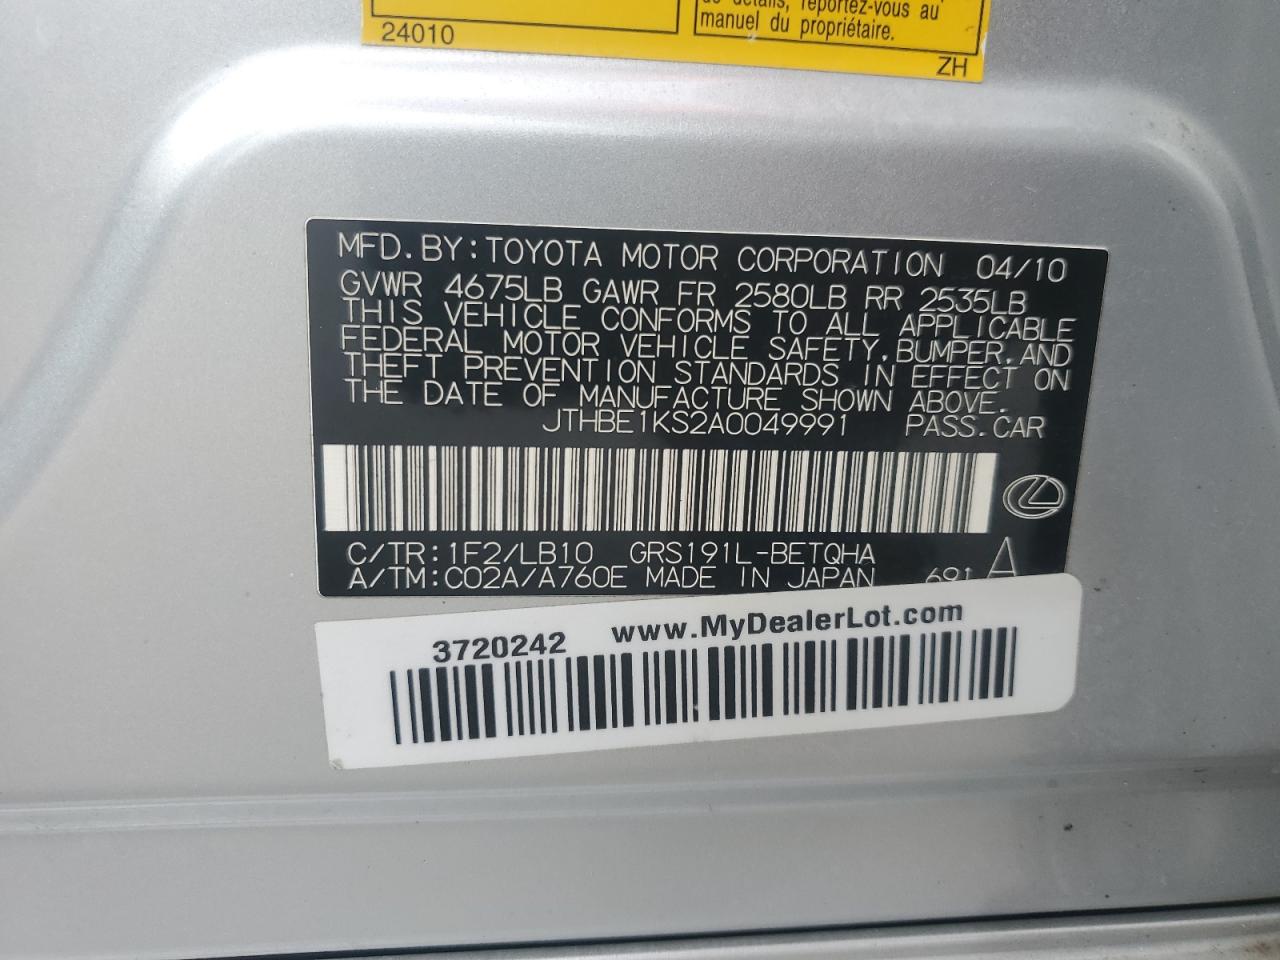 de détails, reportez-vous au
manuel du propriétaire.
24010
ZH
MFD. BY: TOYOTA MOTOR CORPORATION 04/10
GVWR 4675LB GAWR FR 2580LB RR 2535LB
THIS VEHICLE CONFORMS TO ALL APPLICABLE
FEDERAL MOTOR VEHICLE SAFETY, BUMPER, AND
THEFT PREVENTION STANDARDS IN EFFECT ON
THE DATE OF MANUFACTURE SHOWN ABOVE.
JTHBE1KS2A0049991 PASS. CAR
C/TR: 1F2/LB10 GRS191L-BETQHA
A/TM: C02A/A760E MADE IN JAPAN 691 A
3720242 www.MyDealerLot.com